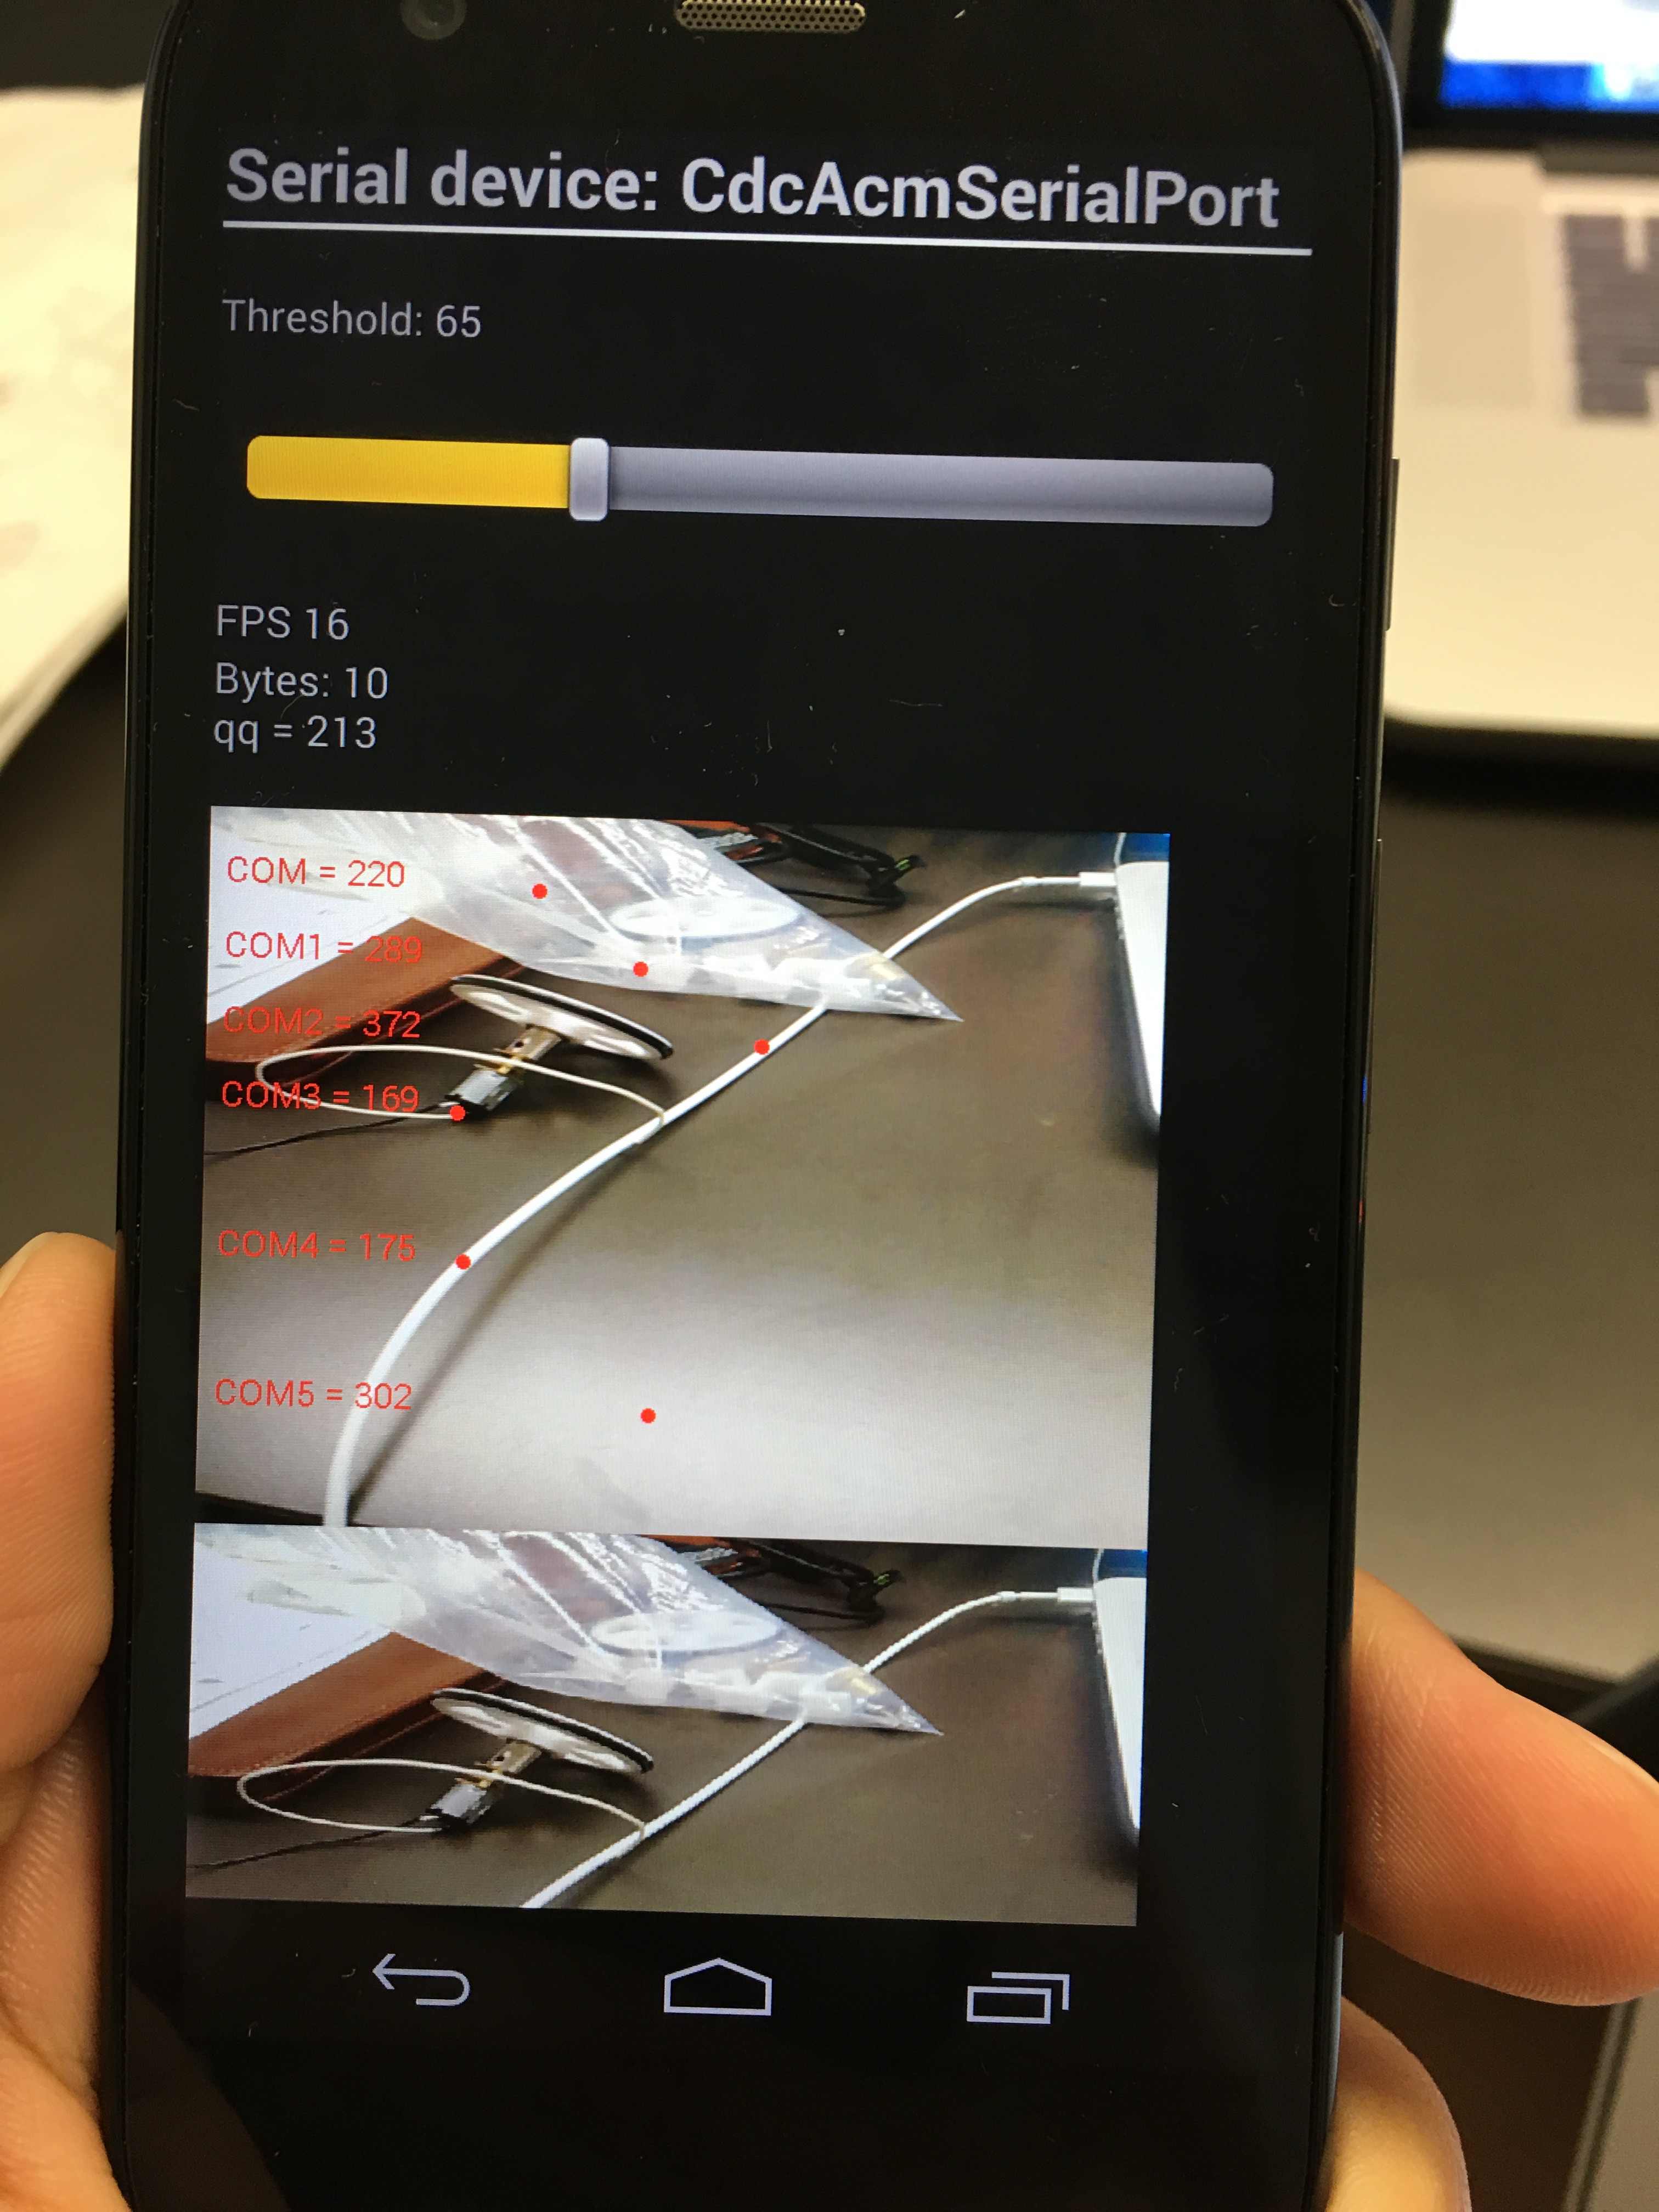 Serial device: CdcAcmSerialPort
Threshold: 65
FPS 16
Bytes: 10
qq = 213
COM = 220
COM1 = 289
COM2 = 372
COM3 = 169
COM4 = 175
COM5 = 302